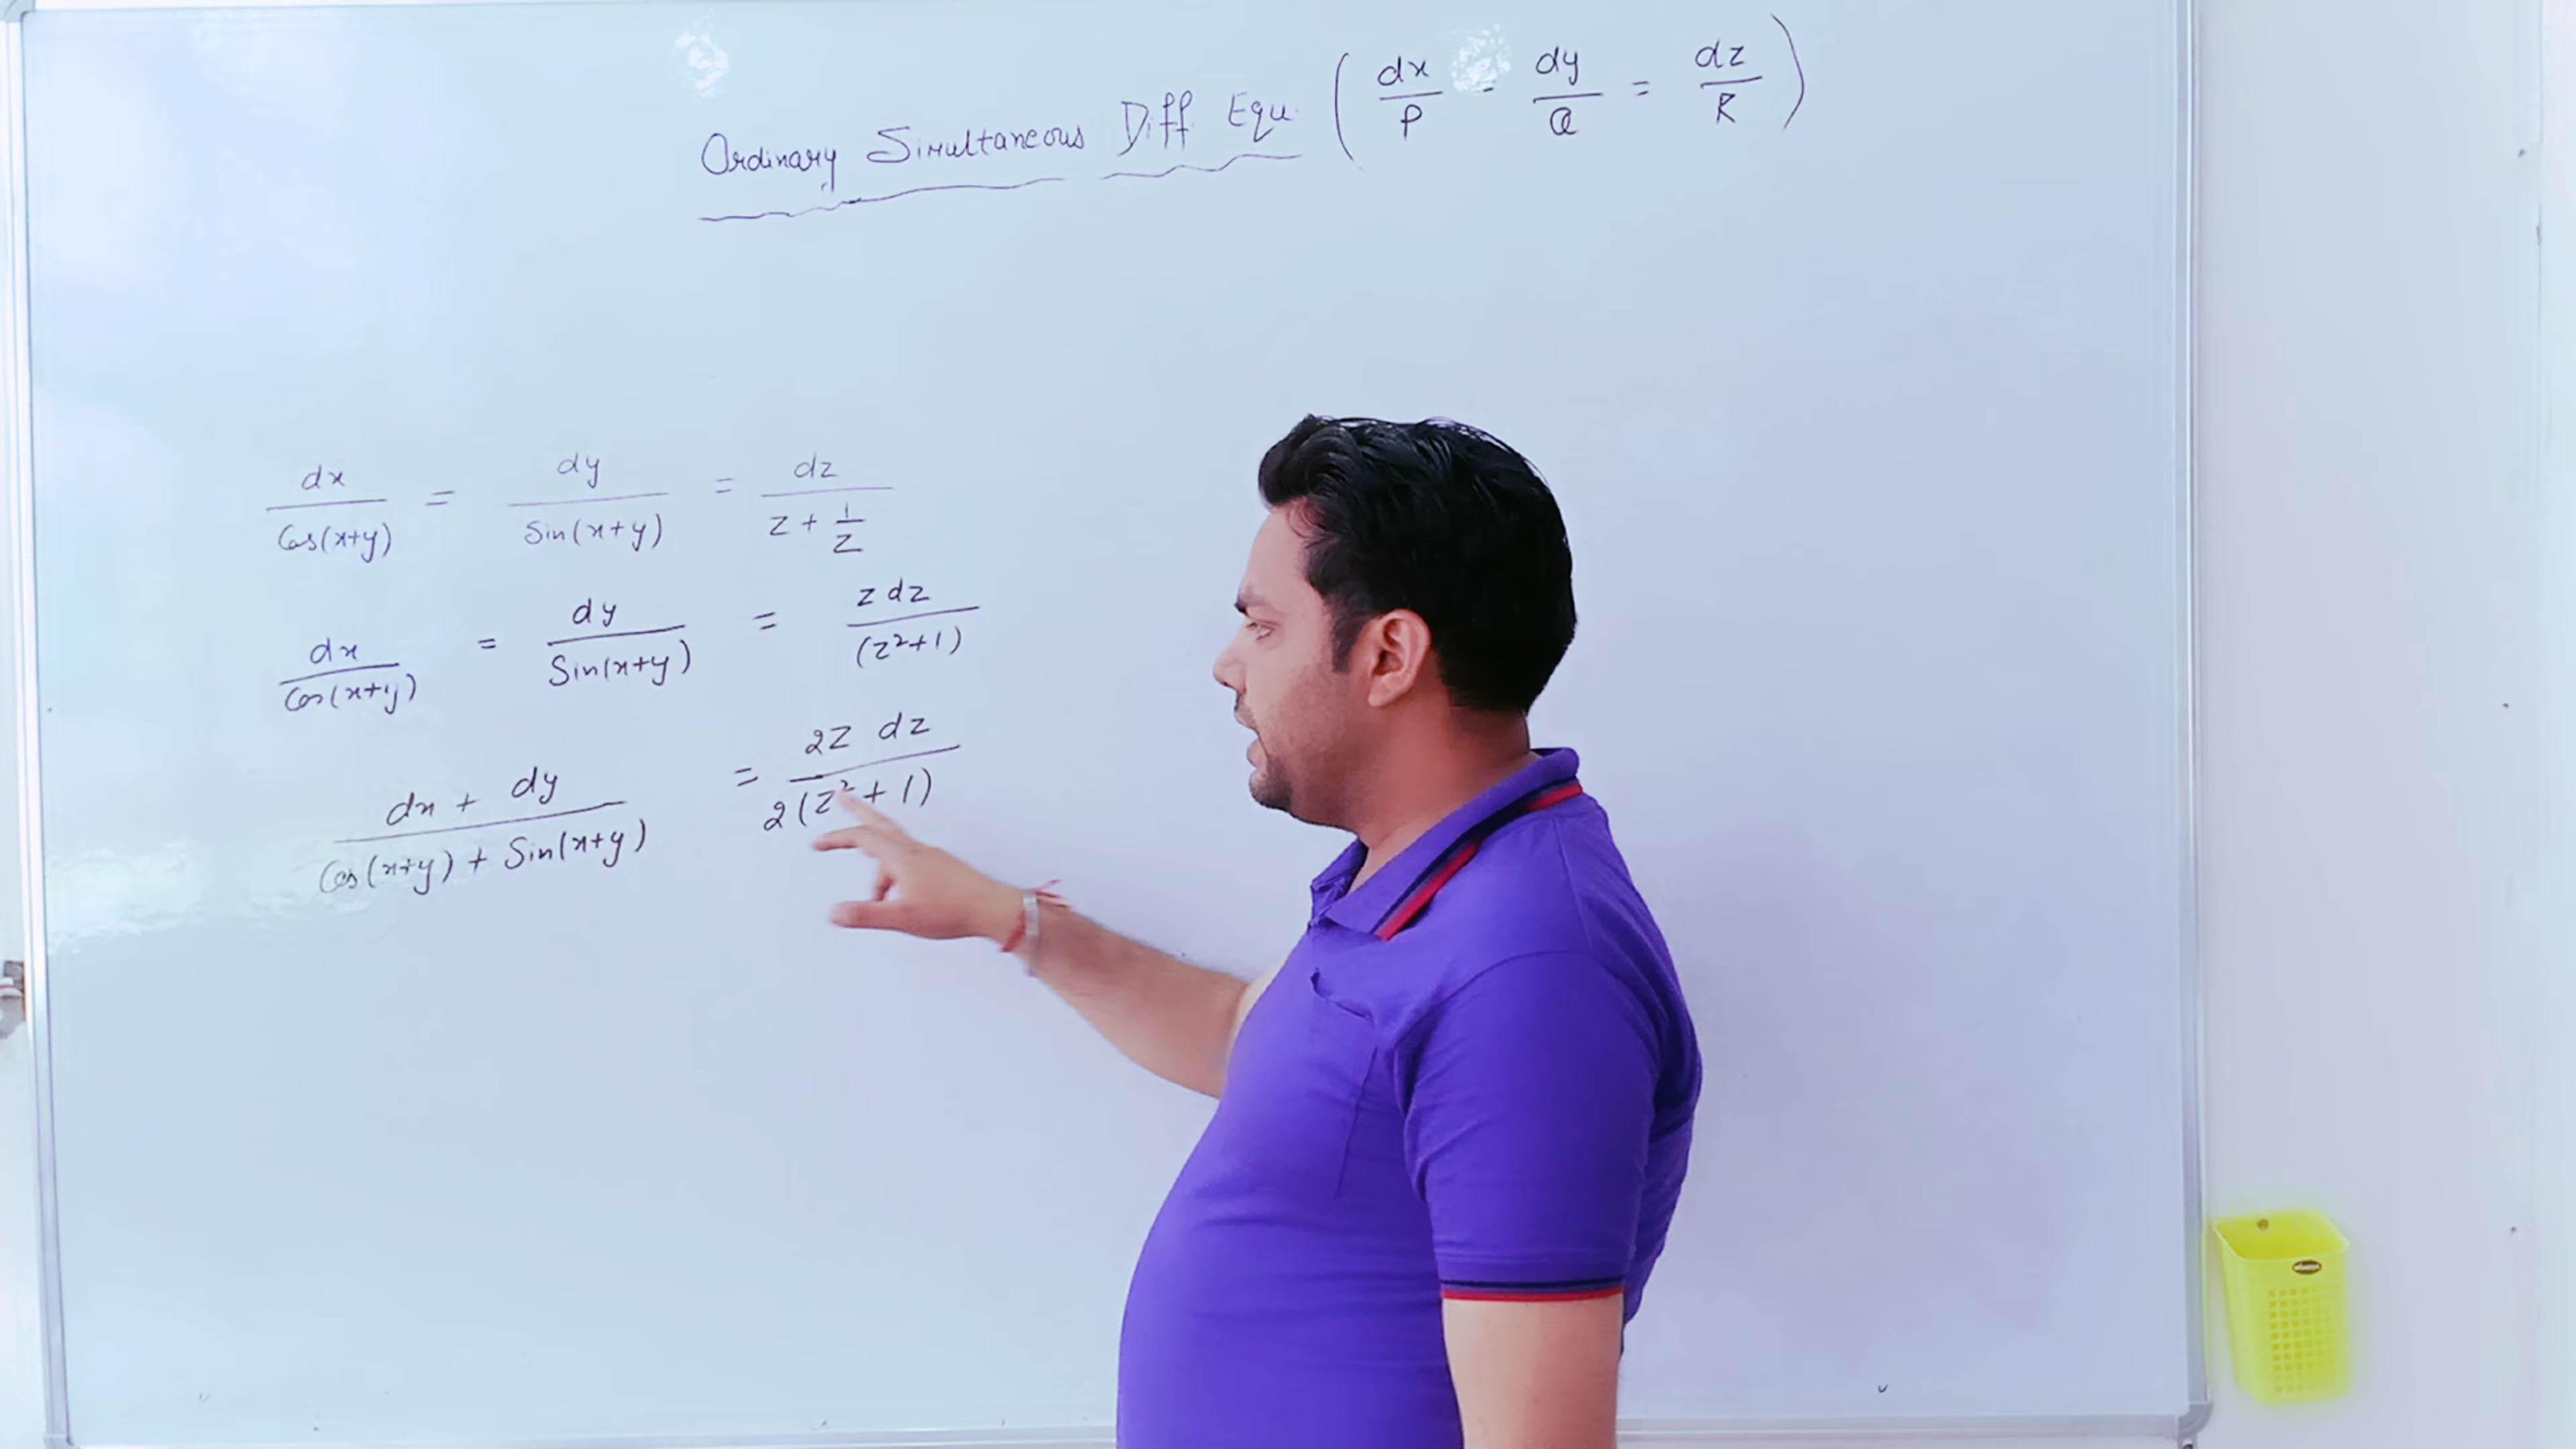 Ordinary Simultaneous Diff Equ. ( dx/P = dy/Q = dz/R )
dx/Cos(x+y) = dy/Sin(x+y) = dz/(z + 1/z)
dx/Cos(x+y) = dy/Sin(x+y) = z dz/(z²+1)
(dx + dy)/(Cos(x+y) + Sin(x+y)) = 2z dz/2(z²+1)